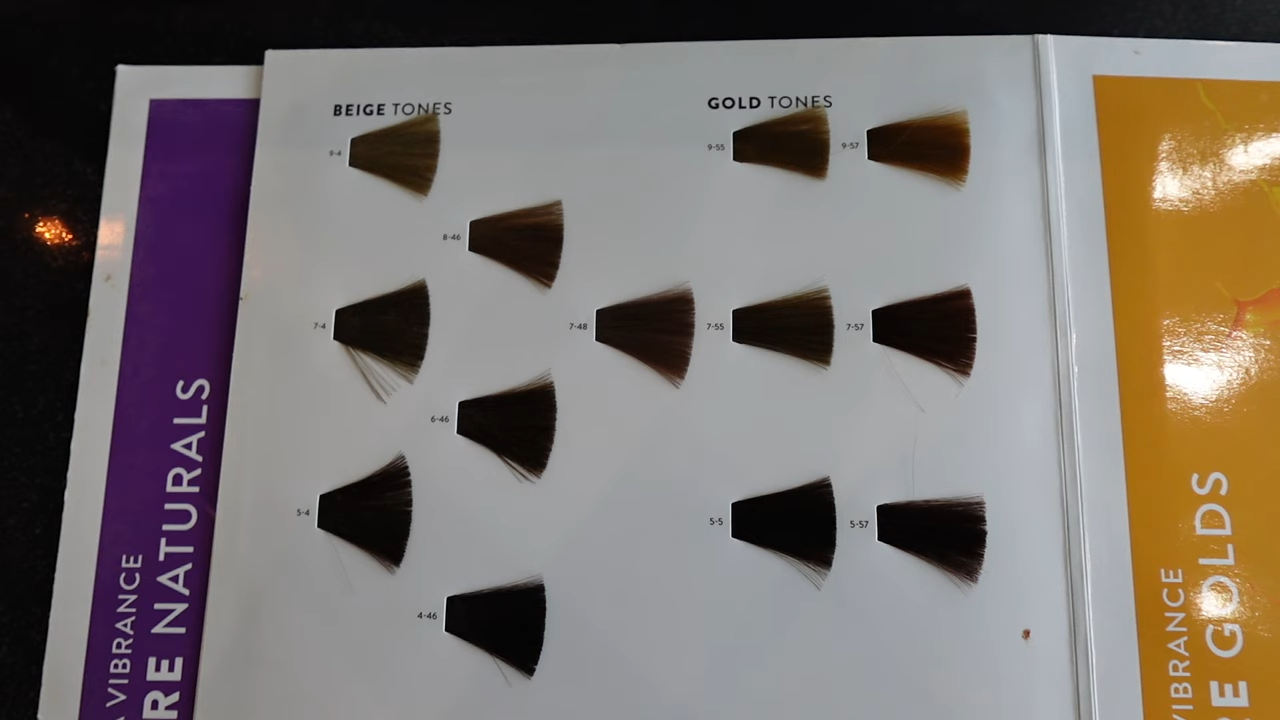 BEIGE TONES
GOLD TONES
9-4
9-55
9-57
8-46
7-4
7-48
7-55
7-57
6-46
5-4
5-5
5-57
4-46
VIBRANCE
RE NATURALS
VIBRANCE
E GOLDS